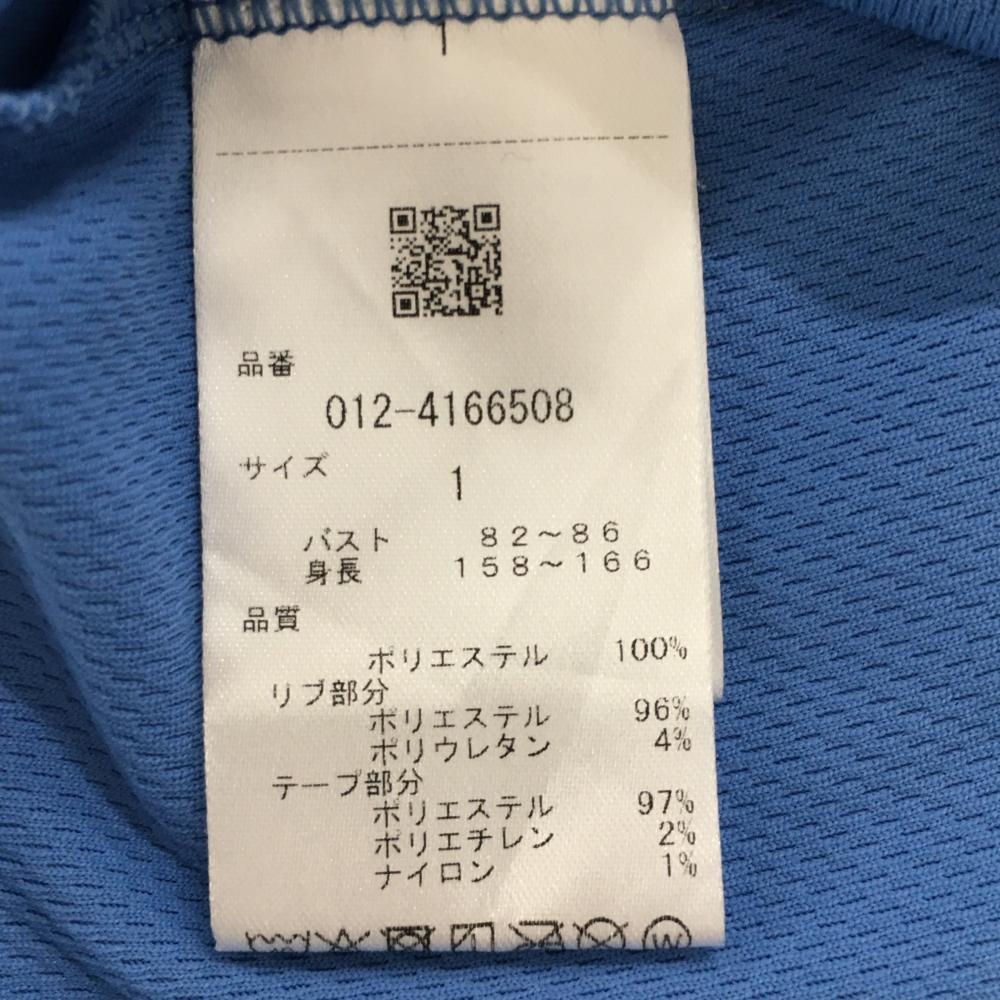 品番
012-4166508
サイズ 1
バスト 82～86
身長 158～166
品質
ポリエステル 100%
リブ部分
ポリエステル 96%
ポリウレタン 4%
テープ部分
ポリエステル 97%
ポリエチレン 2%
ナイロン 1%
W